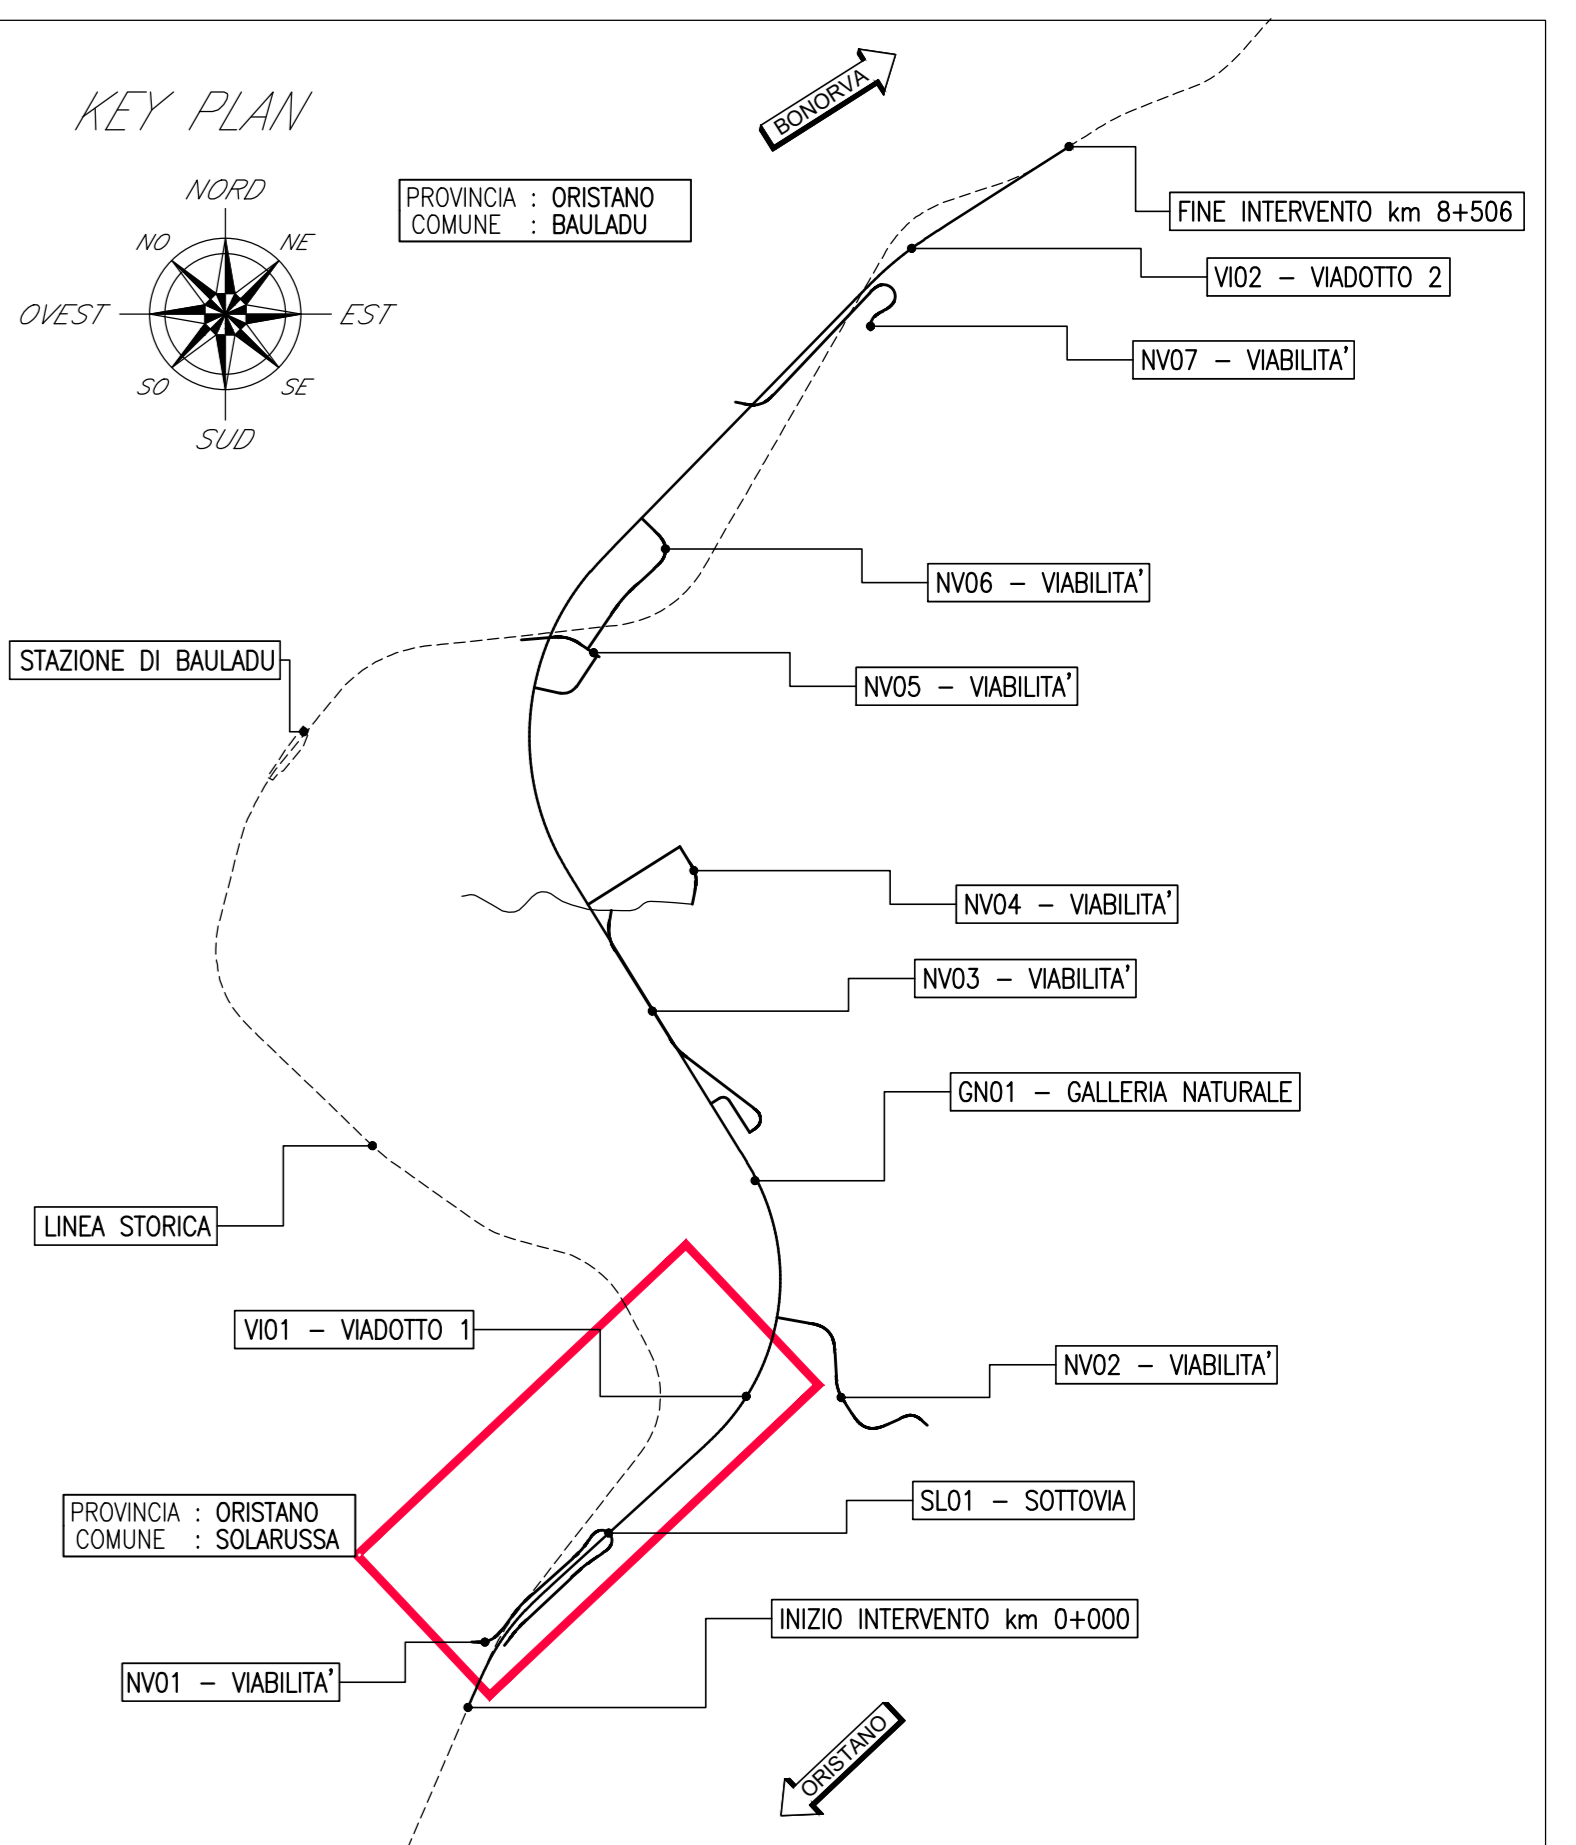 KEY PLAN
BONORVA
NORD
NO
NE
OVEST
EST
SO
SE
SUD
PROVINCIA : ORISTANO
COMUNE : BAULADU
FINE INTERVENTO km 8+506
VI02 – VIADOTTO 2
NV07 – VIABILITA'
NV06 – VIABILITA'
STAZIONE DI BAULADU
NV05 – VIABILITA'
NV04 – VIABILITA'
NV03 – VIABILITA'
GN01 – GALLERIA NATURALE
LINEA STORICA
VI01 – VIADOTTO 1
NV02 – VIABILITA'
SL01 – SOTTOVIA
PROVINCIA : ORISTANO
COMUNE : SOLARUSSA
INIZIO INTERVENTO km 0+000
NV01 – VIABILITA'
ORISTANO